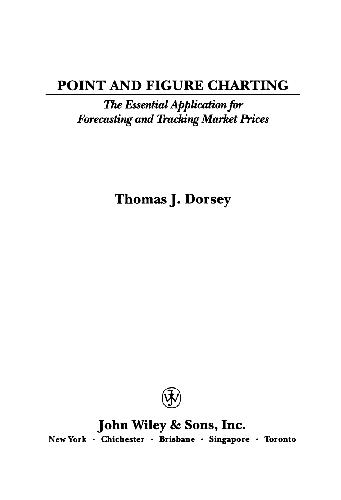 POINT AND FIGURE CHARTING
The Essential Application for
Forecasting and Tracking Market Prices
Thomas J. Dorsey
John Wiley & Sons, Inc.
New York · Chichester · Brisbane · Singapore · Toronto